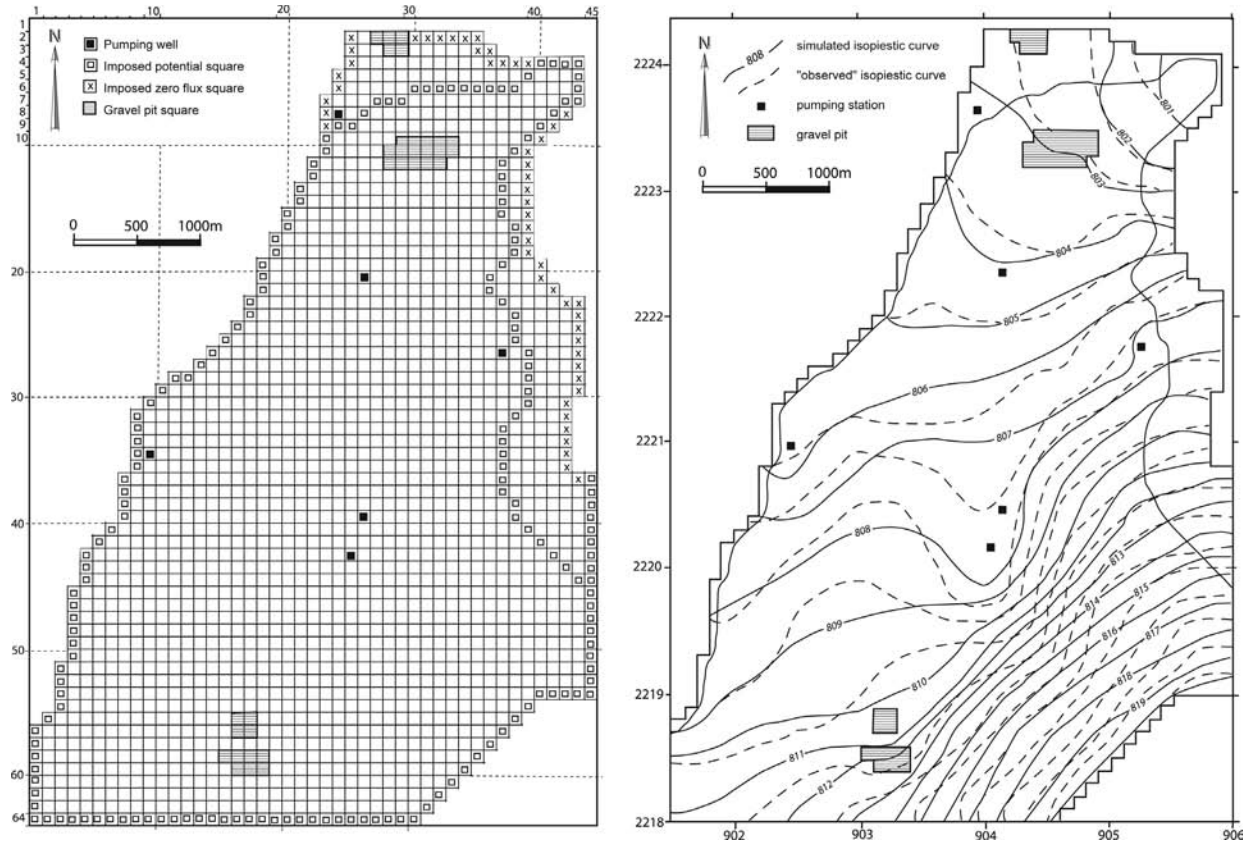 1 10 20 30 40 45
1
2
3
4
5
6
7
8
9
10
20
30
40
50
60
64
10 20 30
N
Pumping well
Imposed potential square
Imposed zero flux square
Gravel pit square
0 500 1000m
N
808 simulated isopiestic curve
"observed" isopiestic curve
pumping station
gravel pit
0 500 1000m
2224
2223
2222
2221
2220
2219
2218
902 903 904 905 906
801
802
803
804
805
806
807
808
809
810
811
812
813
814
815
816
817
818
819